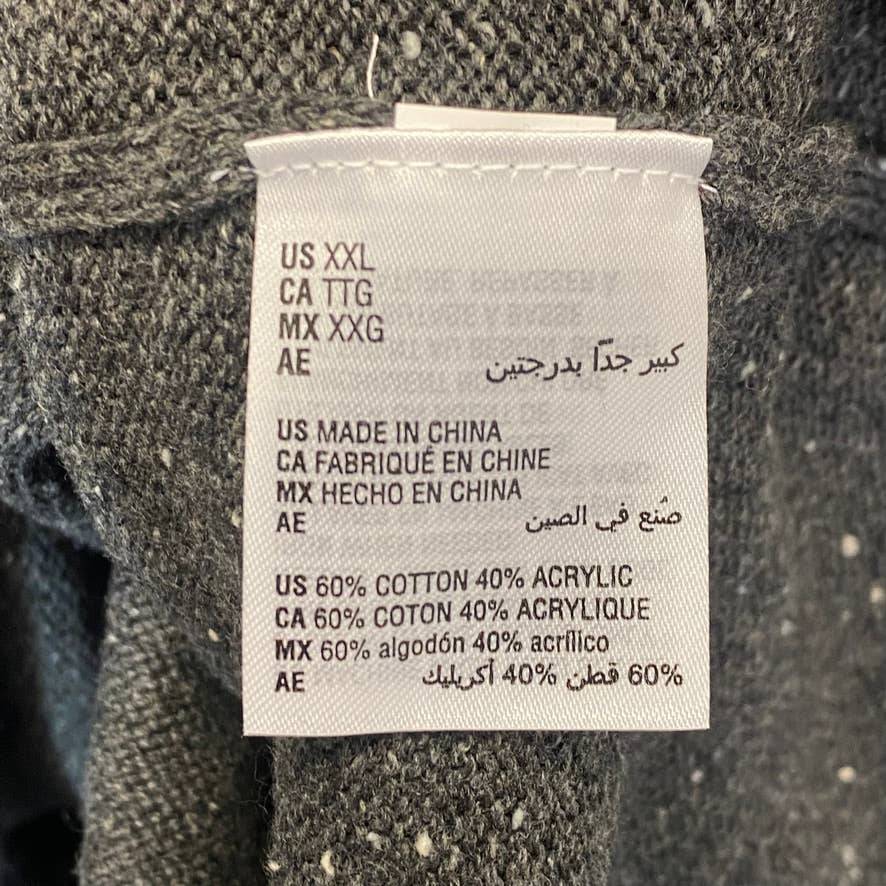 US XXL
CA TTG
MX XXG
AE كبير جدًّا بدرجتين
US MADE IN CHINA
CA FABRIQUÉ EN CHINE
MX HECHO EN CHINA
AE صُنع في الصين
US 60% COTTON 40% ACRYLIC
CA 60% COTON 40% ACRYLIQUE
MX 60% algodón 40% acrílico
AE 60% قطن 40% أكريليك